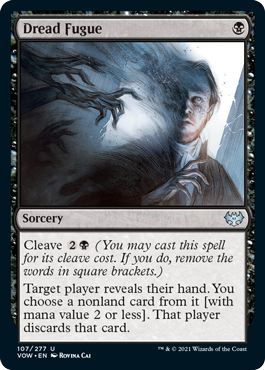 Dread Fugue
Sorcery
Cleave 2 (You may cast this spell
for its cleave cost. If you do, remove the
words in square brackets.)
Target player reveals their hand. You
choose a nonland card from it [with
mana value 2 or less]. That player
discards that card.
107/277 U
VOW • EN Rovina Cai
™ & © 2021 Wizards of the Coast